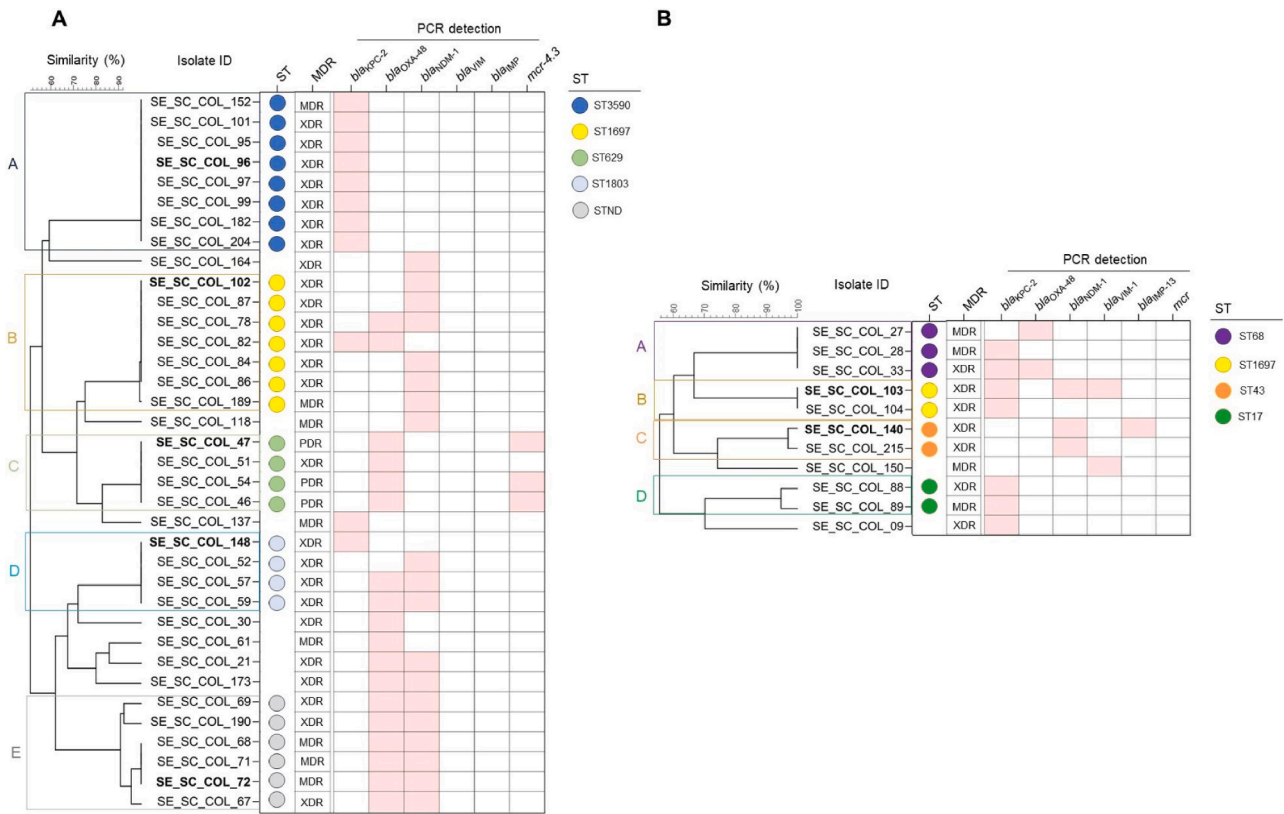 A
PCR detection
Similarity (%)
Isolate ID
ST
MDR
blaKPC-2
blaOXA-48
blaNDM-1
blaVIM
blaIMP
mcr-4.3
60
70
80
90
A
SE_SC_COL_152 MDR
SE_SC_COL_101 XDR
SE_SC_COL_95 XDR
SE_SC_COL_96 XDR
SE_SC_COL_97 XDR
SE_SC_COL_99 XDR
SE_SC_COL_182 XDR
SE_SC_COL_204 XDR
SE_SC_COL_164 XDR
B
SE_SC_COL_102 XDR
SE_SC_COL_87 XDR
SE_SC_COL_78 XDR
SE_SC_COL_82 XDR
SE_SC_COL_84 XDR
SE_SC_COL_86 XDR
SE_SC_COL_189 MDR
SE_SC_COL_118 MDR
C
SE_SC_COL_47 PDR
SE_SC_COL_51 XDR
SE_SC_COL_54 PDR
SE_SC_COL_46 PDR
SE_SC_COL_137 MDR
D
SE_SC_COL_148 XDR
SE_SC_COL_52 XDR
SE_SC_COL_57 XDR
SE_SC_COL_59 XDR
SE_SC_COL_30 XDR
SE_SC_COL_61 MDR
SE_SC_COL_21 XDR
SE_SC_COL_173 XDR
E
SE_SC_COL_69 XDR
SE_SC_COL_190 XDR
SE_SC_COL_68 MDR
SE_SC_COL_71 MDR
SE_SC_COL_72 MDR
SE_SC_COL_67 XDR
ST
ST3590
ST1697
ST629
ST1803
STND
B
PCR detection
Similarity (%)
Isolate ID
ST
MDR
blaKPC-2
blaOXA-48
blaNDM-1
blaVIM-1
blaIMP-13
mcr
60
70
80
90
100
A
SE_SC_COL_27 MDR
SE_SC_COL_28 MDR
SE_SC_COL_33 XDR
B
SE_SC_COL_103 XDR
SE_SC_COL_104 XDR
C
SE_SC_COL_140 XDR
SE_SC_COL_215 XDR
SE_SC_COL_150 MDR
D
SE_SC_COL_88 XDR
SE_SC_COL_89 MDR
SE_SC_COL_09 XDR
ST
ST68
ST1697
ST43
ST17